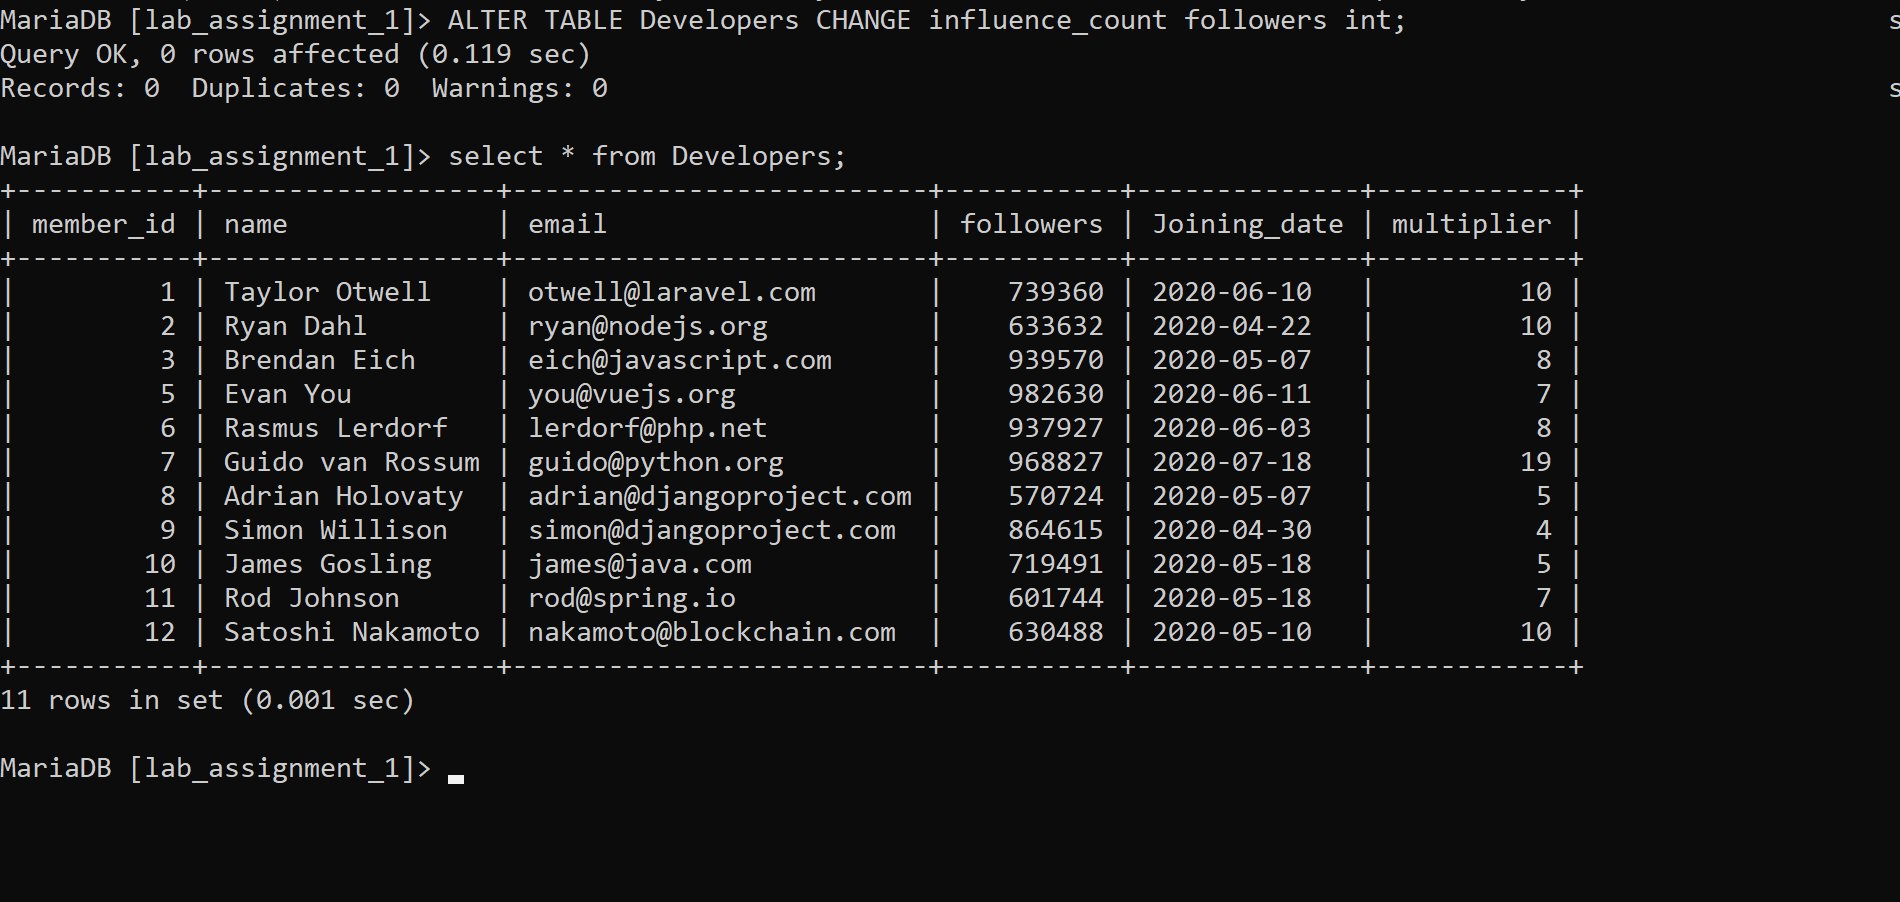 MariaDB [lab_assignment_1]> ALTER TABLE Developers CHANGE influence_count followers int;
Query OK, 0 rows affected (0.119 sec)
Records: 0  Duplicates: 0  Warnings: 0

MariaDB [lab_assignment_1]> select * from Developers;
+-----------+------------------+--------------------------+-----------+--------------+------------+
| member_id | name             | email                    | followers | Joining_date | multiplier |
+-----------+------------------+--------------------------+-----------+--------------+------------+
|         1 | Taylor Otwell    | otwell@laravel.com       |    739360 | 2020-06-10   |         10 |
|         2 | Ryan Dahl        | ryan@nodejs.org          |    633632 | 2020-04-22   |         10 |
|         3 | Brendan Eich     | eich@javascript.com      |    939570 | 2020-05-07   |          8 |
|         5 | Evan You         | you@vuejs.org            |    982630 | 2020-06-11   |          7 |
|         6 | Rasmus Lerdorf   | lerdorf@php.net          |    937927 | 2020-06-03   |          8 |
|         7 | Guido van Rossum | guido@python.org         |    968827 | 2020-07-18   |         19 |
|         8 | Adrian Holovaty  | adrian@djangoproject.com |    570724 | 2020-05-07   |          5 |
|         9 | Simon Willison   | simon@djangoproject.com  |    864615 | 2020-04-30   |          4 |
|        10 | James Gosling    | james@java.com           |    719491 | 2020-05-18   |          5 |
|        11 | Rod Johnson      | rod@spring.io            |    601744 | 2020-05-18   |          7 |
|        12 | Satoshi Nakamoto | nakamoto@blockchain.com  |    630488 | 2020-05-10   |         10 |
+-----------+------------------+--------------------------+-----------+--------------+------------+
11 rows in set (0.001 sec)

MariaDB [lab_assignment_1]>